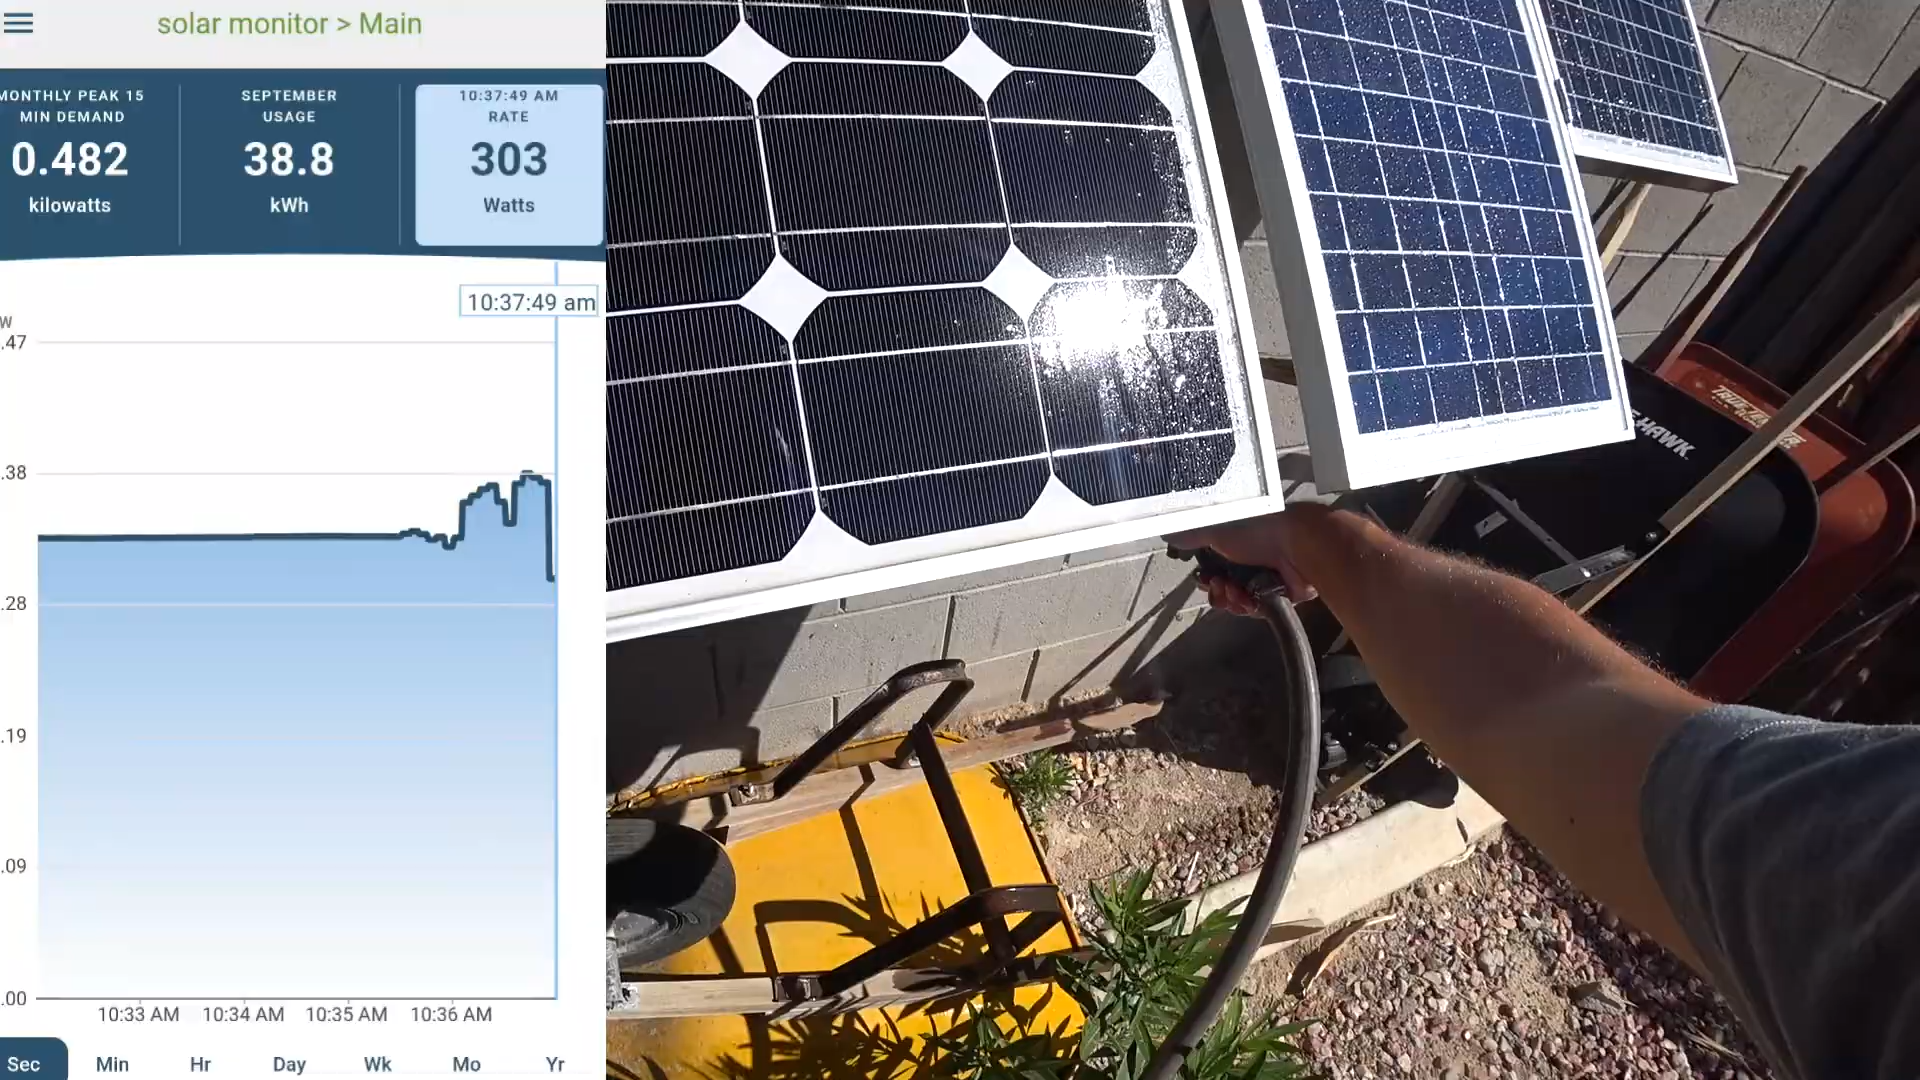 solar monitor > Main
MONTHLY PEAK 15
MIN DEMAND
0.482
kilowatts
SEPTEMBER
USAGE
38.8
kWh
10:37:49 AM
RATE
303
Watts
10:37:49 am
W
.47
.38
.28
.19
.09
.00
10:33 AM
10:34 AM
10:35 AM
10:36 AM
Sec
Min
Hr
Day
Wk
Mo
Yr
HAWK